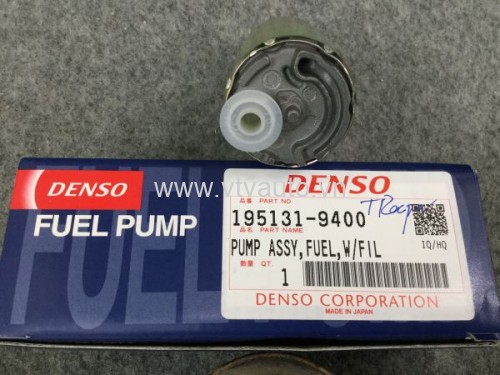 www.vtvauto.vn
DENSO
FUEL PUMP
DENSO
品番 PART NO.
195131-9400
品名 PART NAME
PUMP ASSY,FUEL,W/FIL
IQ/HQ
数量 QT.
1
DENSO CORPORATION
MADE IN JAPAN